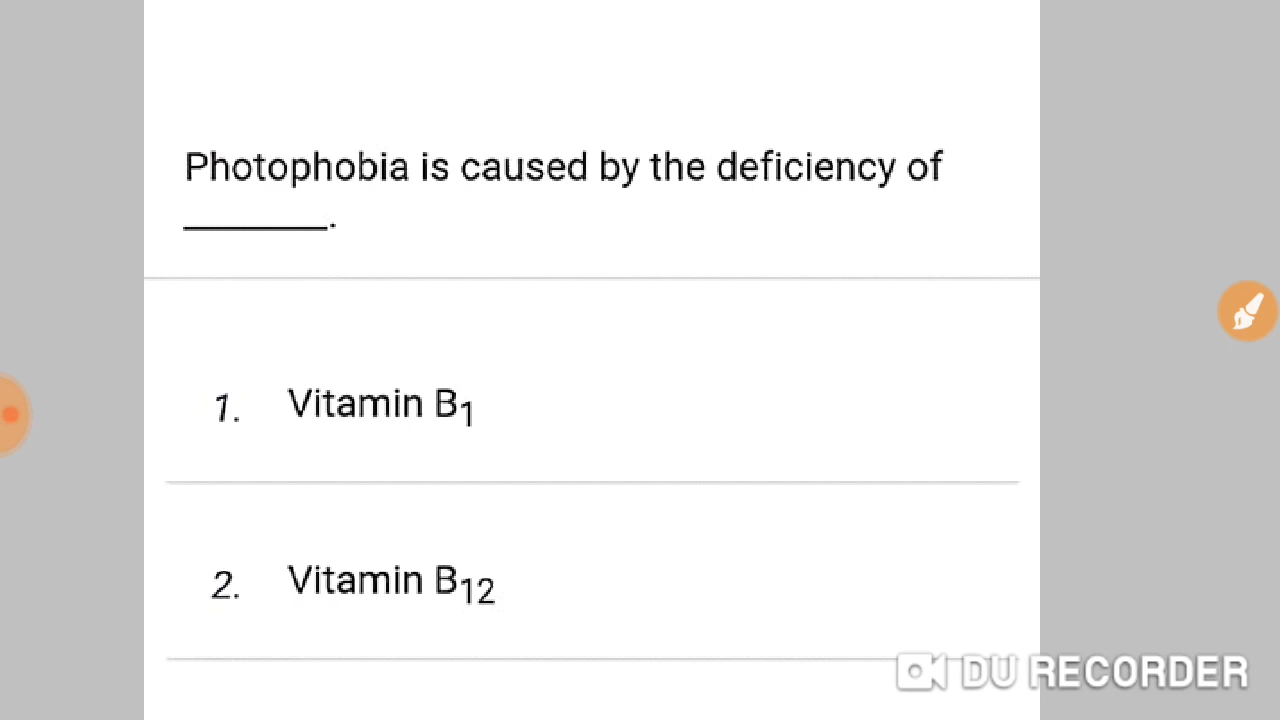 Photophobia is caused by the deficiency of
________.
1. Vitamin B₁
2. Vitamin B₁₂
DU RECORDER